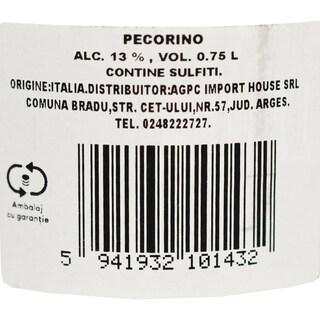 PECORINO
ALC. 13 % , VOL. 0.75 L
CONTINE SULFITI.
ORIGINE:ITALIA.DISTRIBUITOR:AGPC IMPORT HOUSE SRL
COMUNA BRADU,STR. CET-ULUI,NR.57,JUD. ARGES.
TEL. 0248222727.
Ambalaj
cu garanție
5 941932 101432